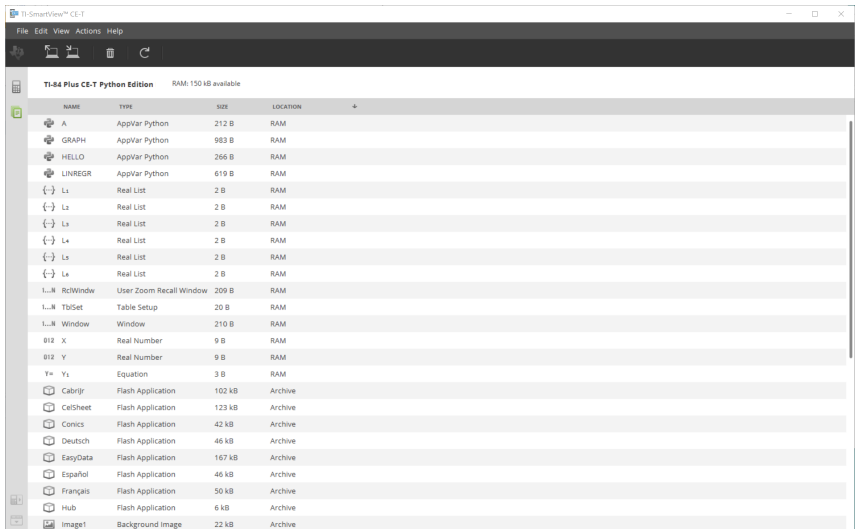 TI-SmartView™ CE-T
File Edit View Actions Help
TI-84 Plus CE-T Python Edition RAM: 150 kB available
NAME TYPE SIZE LOCATION
A AppVar Python 212 B RAM
GRAPH AppVar Python 983 B RAM
HELLO AppVar Python 266 B RAM
LINREGR AppVar Python 619 B RAM
{···} L₁ Real List 2 B RAM
{···} L₂ Real List 2 B RAM
{···} L₃ Real List 2 B RAM
{···} L₄ Real List 2 B RAM
{···} L₅ Real List 2 B RAM
{···} L₆ Real List 2 B RAM
1...N RclWindw User Zoom Recall Window 209 B RAM
1...N TblSet Table Setup 20 B RAM
1...N Window Window 210 B RAM
012 X Real Number 9 B RAM
012 Y Real Number 9 B RAM
Y= Y₁ Equation 3 B RAM
CabriJr Flash Application 102 kB Archive
CelSheet Flash Application 123 kB Archive
Conics Flash Application 42 kB Archive
Deutsch Flash Application 46 kB Archive
EasyData Flash Application 167 kB Archive
Español Flash Application 46 kB Archive
Français Flash Application 50 kB Archive
Hub Flash Application 6 kB Archive
Image1 Background Image 22 kB Archive